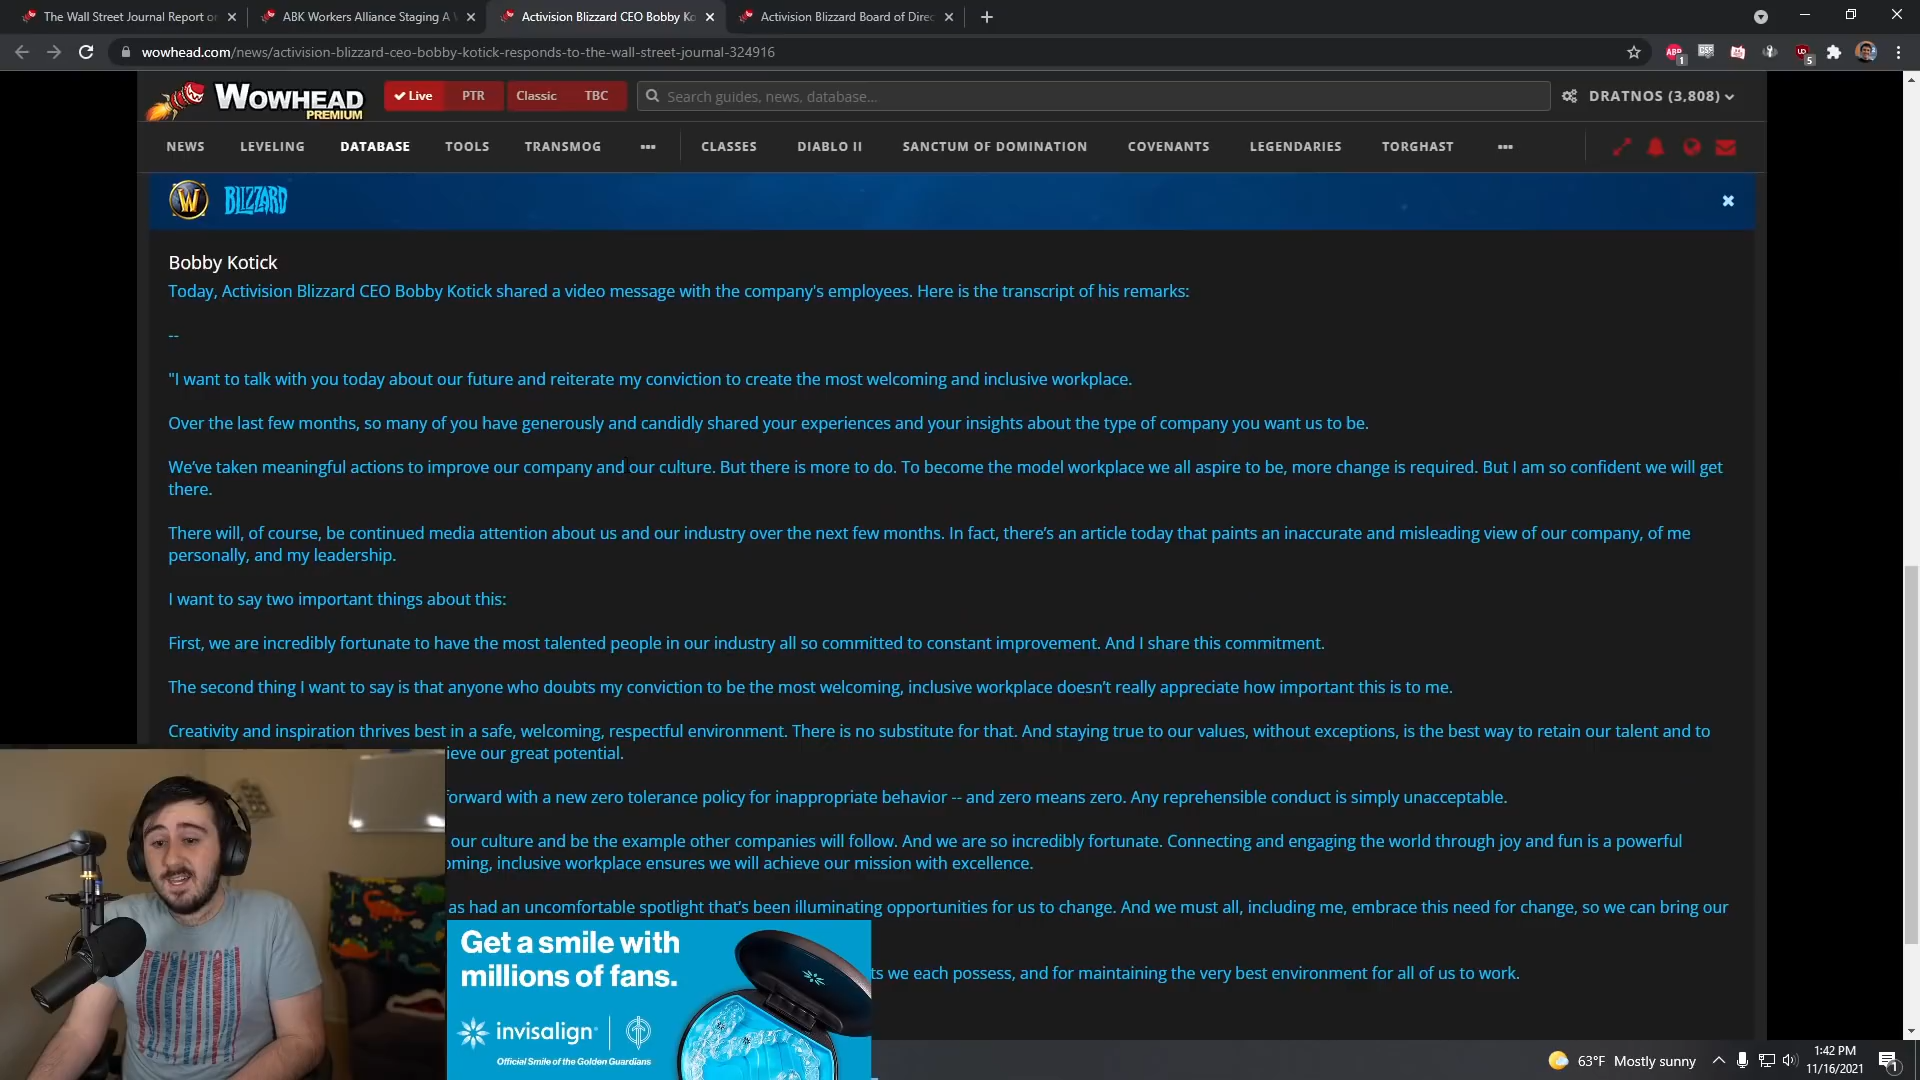 The Wall Street Journal Report or
ABK Workers Alliance Staging A
Activision Blizzard CEO Bobby Ko
Activision Blizzard Board of Direc
wowhead.com/news/activision-blizzard-ceo-bobby-kotick-responds-to-the-wall-street-journal-324916
WOWHEAD
PREMIUM
Live PTR Classic TBC
Search guides, news, database...
DRATNOS (3,808)
NEWS LEVELING DATABASE TOOLS TRANSMOG ••• CLASSES DIABLO II SANCTUM OF DOMINATION COVENANTS LEGENDARIES TORGHAST •••
W BLIZZARD
Bobby Kotick
Today, Activision Blizzard CEO Bobby Kotick shared a video message with the company's employees. Here is the transcript of his remarks:
--
"I want to talk with you today about our future and reiterate my conviction to create the most welcoming and inclusive workplace.
Over the last few months, so many of you have generously and candidly shared your experiences and your insights about the type of company you want us to be.
We've taken meaningful actions to improve our company and our culture. But there is more to do. To become the model workplace we all aspire to be, more change is required. But I am so confident we will get
there.
There will, of course, be continued media attention about us and our industry over the next few months. In fact, there's an article today that paints an inaccurate and misleading view of our company, of me
personally, and my leadership.
I want to say two important things about this:
First, we are incredibly fortunate to have the most talented people in our industry all so committed to constant improvement. And I share this commitment.
The second thing I want to say is that anyone who doubts my conviction to be the most welcoming, inclusive workplace doesn't really appreciate how important this is to me.
Creativity and inspiration thrives best in a safe, welcoming, respectful environment. There is no substitute for that. And staying true to our values, without exceptions, is the best way to retain our talent and to
ieve our great potential.
forward with a new zero tolerance policy for inappropriate behavior -- and zero means zero. Any reprehensible conduct is simply unacceptable.
our culture and be the example other companies will follow. And we are so incredibly fortunate. Connecting and engaging the world through joy and fun is a powerful
oming, inclusive workplace ensures we will achieve our mission with excellence.
as had an uncomfortable spotlight that's been illuminating opportunities for us to change. And we must all, including me, embrace this need for change, so we can bring our
ts we each possess, and for maintaining the very best environment for all of us to work.
Get a smile with
millions of fans.
invisalign
Official Smile of the Golden Guardians
63°F Mostly sunny
1:42 PM
11/16/2021